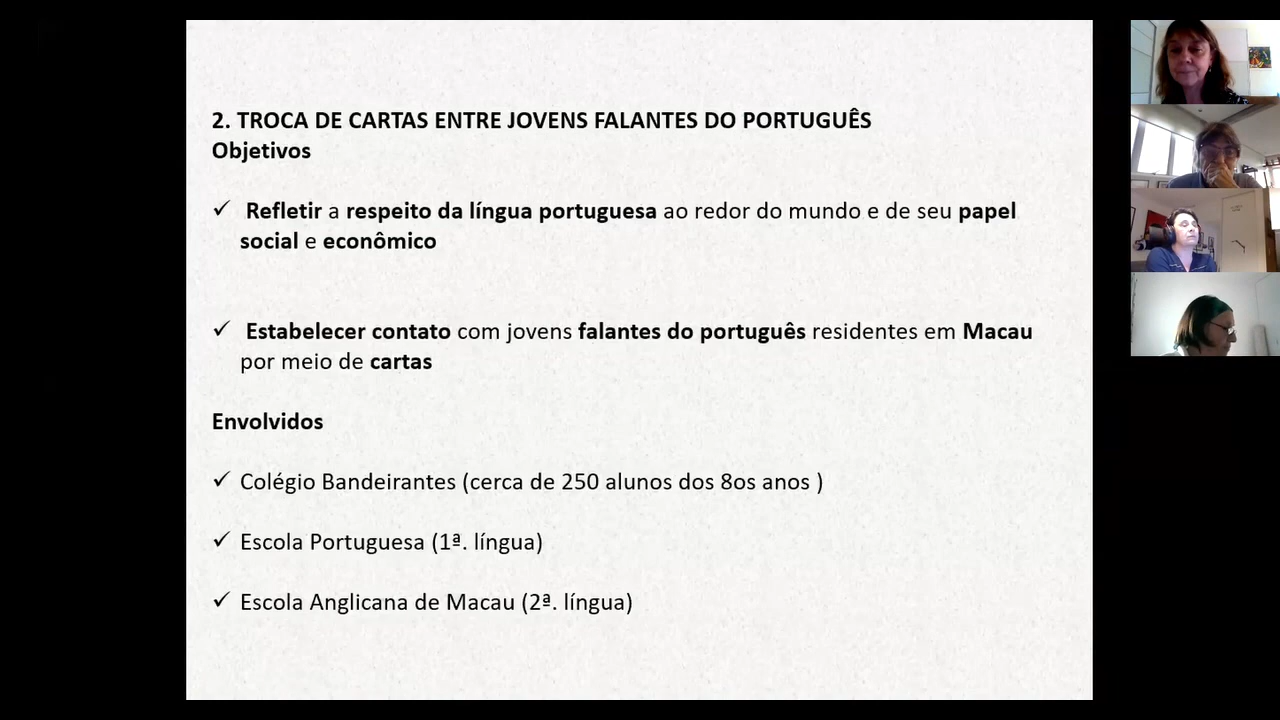 2. TROCA DE CARTAS ENTRE JOVENS FALANTES DO PORTUGUÊS
Objetivos
✓ Refletir a respeito da língua portuguesa ao redor do mundo e de seu papel
social e econômico
✓ Estabelecer contato com jovens falantes do português residentes em Macau
por meio de cartas
Envolvidos
✓ Colégio Bandeirantes (cerca de 250 alunos dos 8os anos )
✓ Escola Portuguesa (1ª. língua)
✓ Escola Anglicana de Macau (2ª. língua)